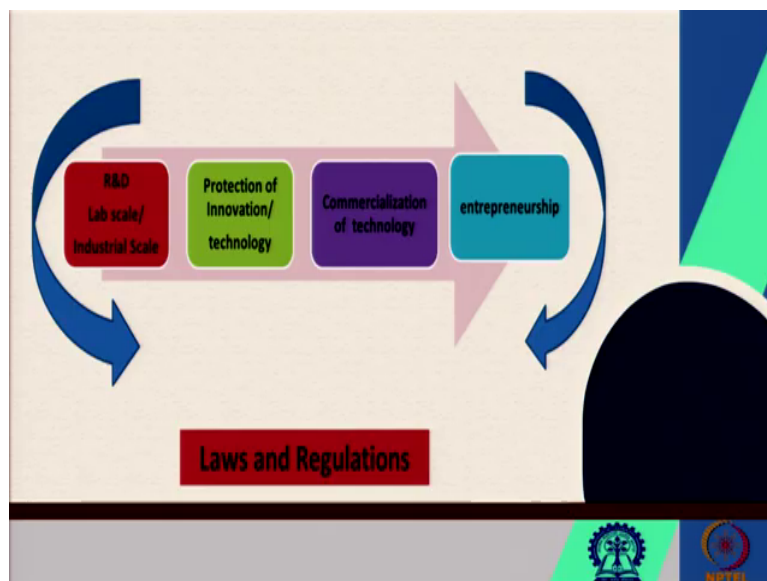 R&D
Lab scale/
Industrial Scale
Protection of
Innovation/
technology
Commercialization
of technology
entrepreneurship
Laws and Regulations
NPTEL